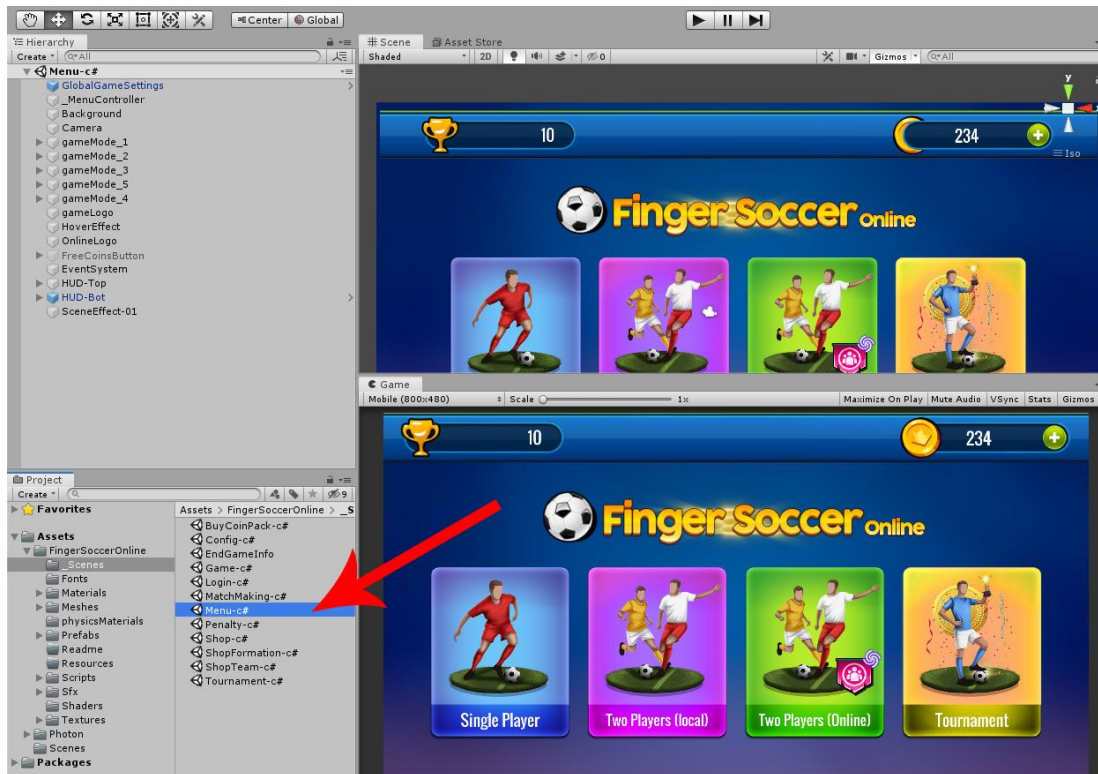 Center Global
Hierarchy
Create All
Menu-c#
GlobalGameSettings
_MenuController
Background
Camera
gameMode_1
gameMode_2
gameMode_3
gameMode_5
gameMode_4
gameLogo
HoverEffect
OnlineLogo
FreeCoinsButton
EventSystem
HUD-Top
HUD-Bot
SceneEffect-01
Scene Asset Store
Shaded 2D 0 Gizmos All
y
x
Iso
10 234
Finger Soccer online
Game
Mobile (800x480) Scale 1x Maximize On Play Mute Audio VSync Stats Gizmos
10 234
Finger Soccer online
Single Player Two Players (local) Two Players (Online) Tournament
Project
Create 9
Favorites
Assets
FingerSoccerOnline
_Scenes
Fonts
Materials
Meshes
physicsMaterials
Prefabs
Readme
Resources
Scripts
Sfx
Shaders
Textures
Photon
Scenes
Packages
Assets > FingerSoccerOnline > _S
BuyCoinPack-c#
Config-c#
EndGameInfo
Game-c#
Login-c#
MatchMaking-c#
Menu-c#
Penalty-c#
Shop-c#
ShopFormation-c#
ShopTeam-c#
Tournament-c#